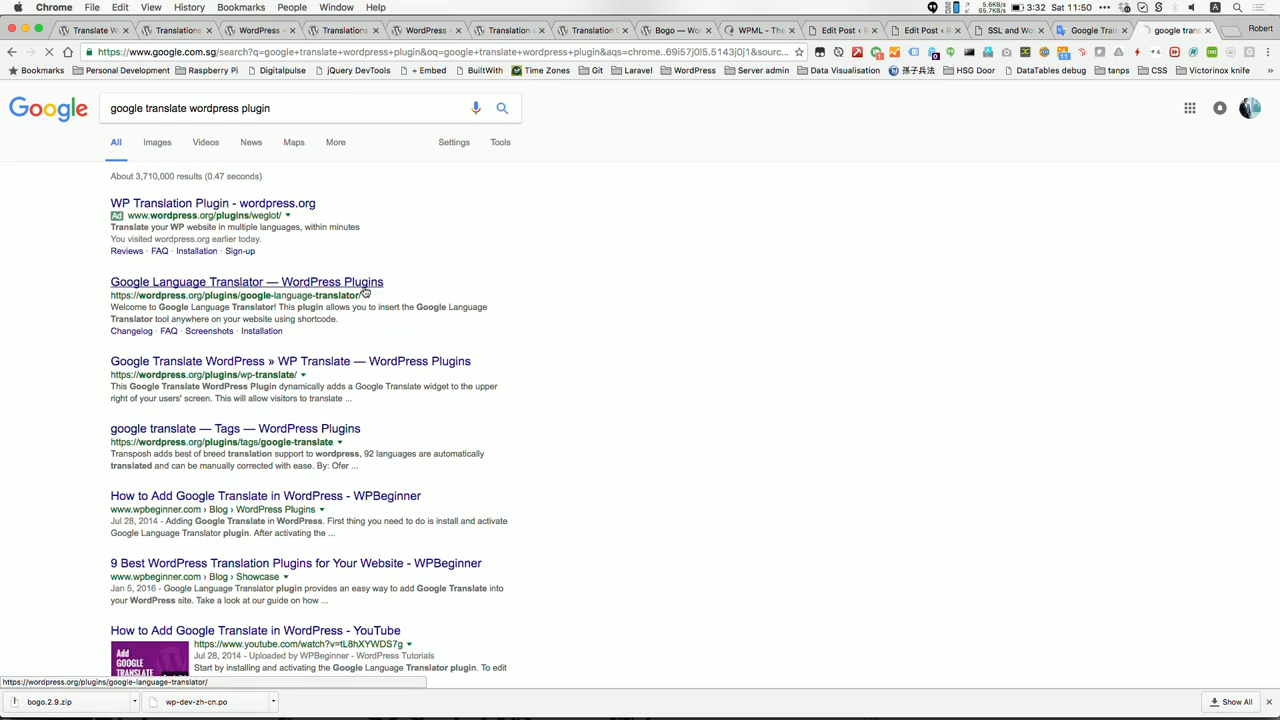 Chrome File Edit View History Bookmarks People Window Help 5.6KB/s 65.7KB/s 3:32 Sat 11:50
Translate W Translations WordPress Translations WordPress Translation Translation Bogo — Wo WPML - The Edit Post ‹ R Edit Post ‹ R SSL and Wo Google Tran google trans Robert
https://www.google.com.sg/search?q=google+translate+wordpress+plugin&oq=google+translate+wordpress+plugin&aqs=chrome..69i57j0l5.5143j0j1&sourc...
Bookmarks Personal Development Raspberry Pi Digitalpulse jQuery DevTools + Embed BuiltWith Time Zones Git Laravel WordPress Server admin Data Visualisation 孫子兵法 HSG Door DataTables debug tanps CSS Victorinox knife
Google google translate wordpress plugin
All Images Videos News Maps More Settings Tools
About 3,710,000 results (0.47 seconds)
WP Translation Plugin - wordpress.org
Ad www.wordpress.org/plugins/weglot/
Translate your WP website in multiple languages, within minutes
You visited wordpress.org earlier today.
Reviews · FAQ · Installation · Sign-up
Google Language Translator — WordPress Plugins
https://wordpress.org/plugins/google-language-translator/
Welcome to Google Language Translator! This plugin allows you to insert the Google Language
Translator tool anywhere on your website using shortcode.
Changelog · FAQ · Screenshots · Installation
Google Translate WordPress » WP Translate — WordPress Plugins
https://wordpress.org/plugins/wp-translate/
This Google Translate WordPress Plugin dynamically adds a Google Translate widget to the upper
right of your users' screen. This will allow visitors to translate ...
google translate — Tags — WordPress Plugins
https://wordpress.org/plugins/tags/google-translate
Transposh adds best of breed translation support to wordpress, 92 languages are automatically
translated and can be manually corrected with ease. By: Ofer ...
How to Add Google Translate in WordPress - WPBeginner
www.wpbeginner.com › Blog › WordPress Plugins
Jul 28, 2014 - Adding Google Translate in WordPress. First thing you need to do is install and activate
Google Language Translator plugin. After activating the ...
9 Best WordPress Translation Plugins for Your Website - WPBeginner
www.wpbeginner.com › Blog › Showcase
Jan 5, 2016 - Google Language Translator plugin provides an easy way to add Google Translate into
your WordPress site. Take a look at our guide on how ...
How to Add Google Translate in WordPress - YouTube
https://www.youtube.com/watch?v=tL8hXYWDS7g
Add
GOOGLE
TRANSLATE
Jul 28, 2014 - Uploaded by WPBeginner - WordPress Tutorials
Start by installing and activating the Google Language Translator plugin. To edit
https://wordpress.org/plugins/google-language-translator/
bogo.2.9.zip wp-dev-zh-cn.po Show All